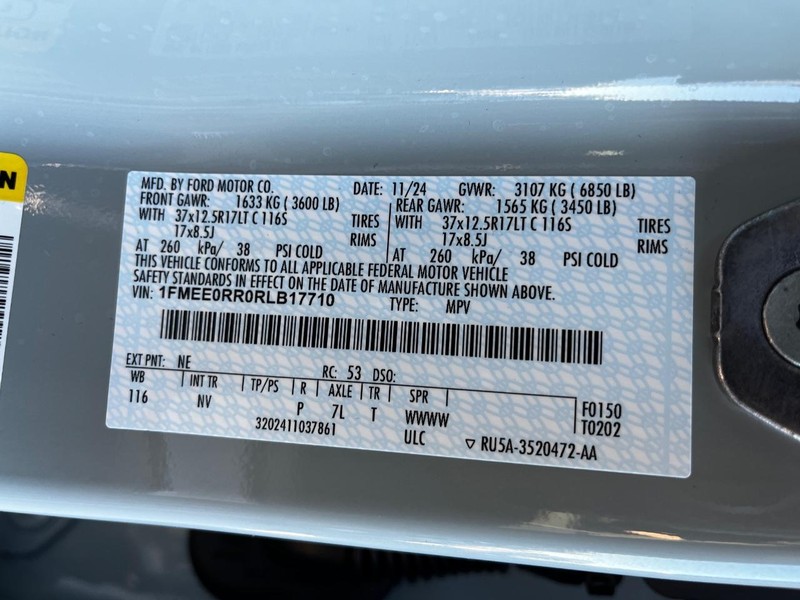 N
MFD. BY FORD MOTOR CO. DATE: 11/24 GVWR: 3107 KG ( 6850 LB)
FRONT GAWR: 1633 KG ( 3600 LB) REAR GAWR: 1565 KG ( 3450 LB)
WITH 37x12.5R17LT C 116S TIRES WITH 37x12.5R17LT C 116S TIRES
17x8.5J RIMS 17x8.5J RIMS
AT 260 kPa/ 38 PSI COLD AT 260 kPa/ 38 PSI COLD
THIS VEHICLE CONFORMS TO ALL APPLICABLE FEDERAL MOTOR VEHICLE
SAFETY STANDARDS IN EFFECT ON THE DATE OF MANUFACTURE SHOWN ABOVE.
VIN: 1FMEE0RR0RLB17710 TYPE: MPV
EXT PNT: NE RC: 53 DSO:
WB INT TR TP/PS R AXLE TR SPR F0150
116 NV P 7L T WWWW T0202
3202411037861 ULC ▽ RU5A-3520472-AA